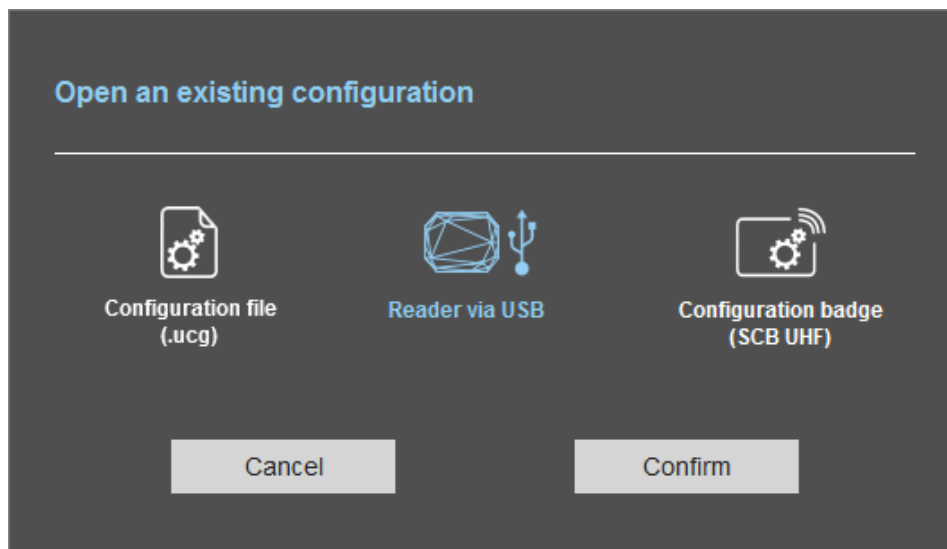 Open an existing configuration
Configuration file
(.ucg)
Reader via USB
Configuration badge
(SCB UHF)
Cancel
Confirm